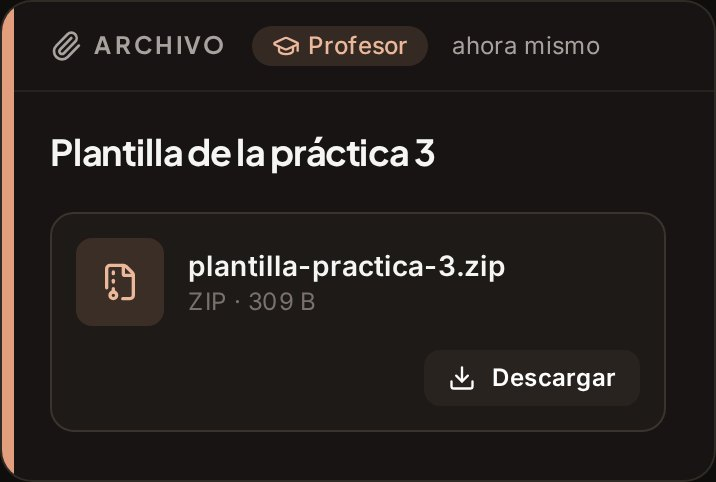 ARCHIVO Profesor ahora mismo
Plantilla de la práctica 3
plantilla-practica-3.zip
ZIP · 309 B
Descargar